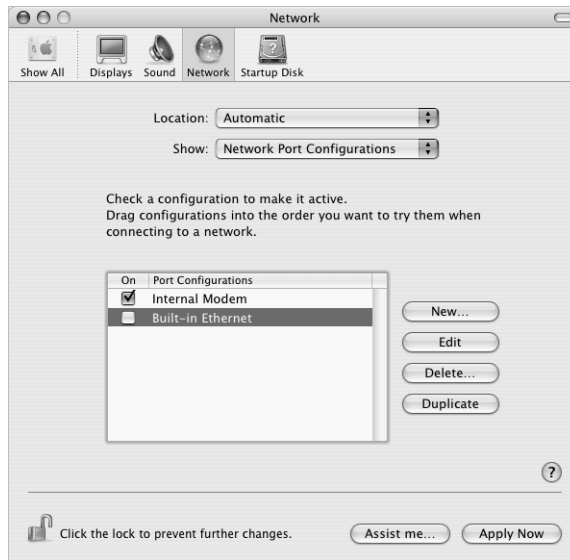 Network
Show All Displays Sound Network Startup Disk
Location: Automatic
Show: Network Port Configurations
Check a configuration to make it active.
Drag configurations into the order you want to try them when
connecting to a network.
On Port Configurations
Internal Modem
Built-in Ethernet
New...
Edit
Delete...
Duplicate
?
Click the lock to prevent further changes. Assist me... Apply Now